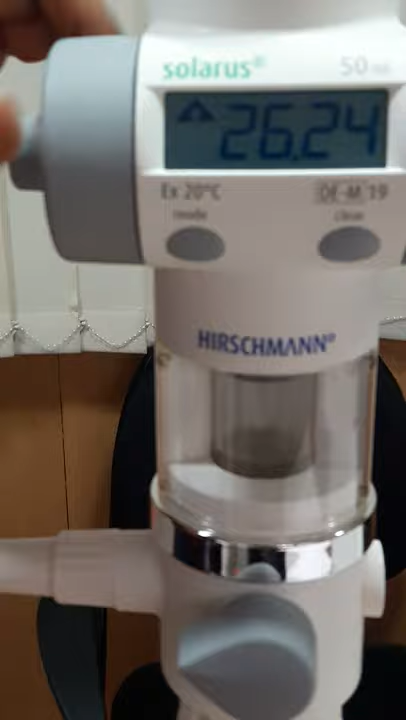 solarus®
50 ml
26.24
Ex 20°C
DE-M 19
mode
clear
HIRSCHMANN®